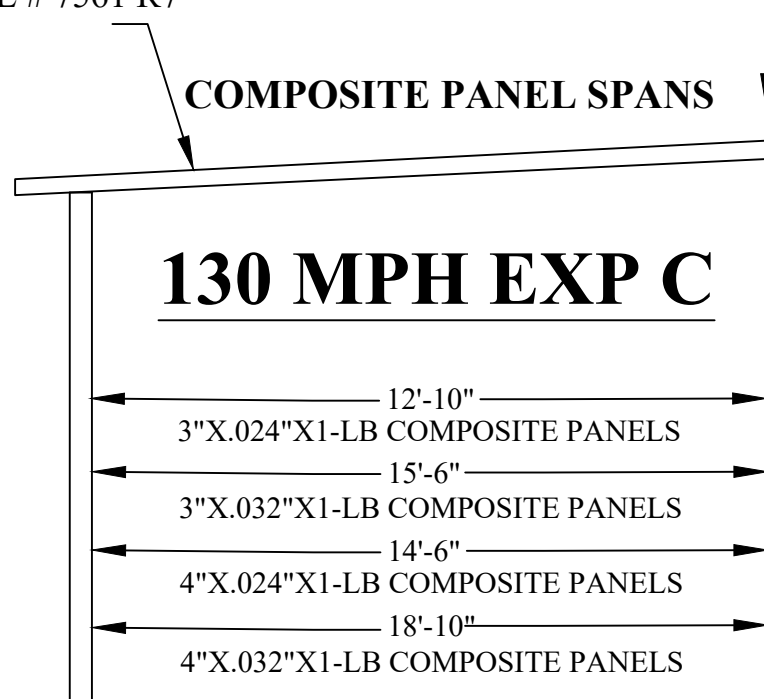 COMPOSITE PANEL SPANS
130 MPH EXP C
12'-10"
3"X.024"X1-LB COMPOSITE PANELS
15'-6"
3"X.032"X1-LB COMPOSITE PANELS
14'-6"
4"X.024"X1-LB COMPOSITE PANELS
18'-10"
4"X.032"X1-LB COMPOSITE PANELS